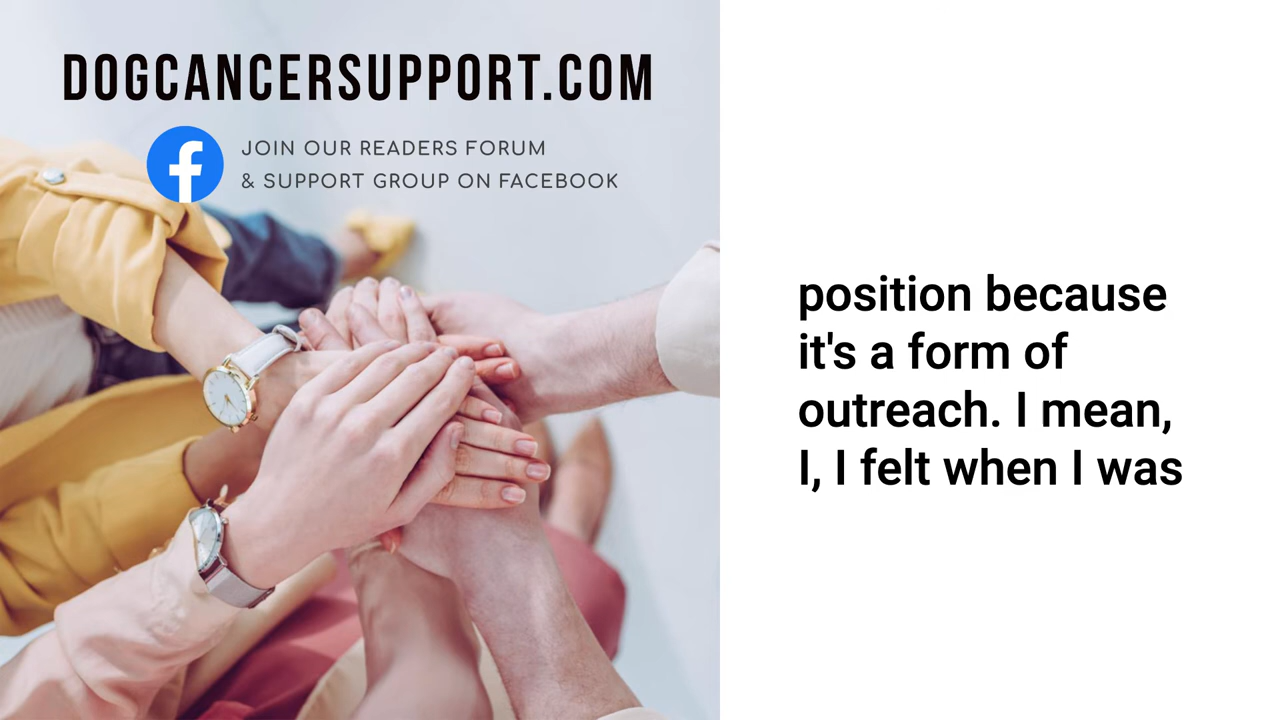 DOGCANCERSUPPORT.COM
JOIN OUR READERS FORUM
& SUPPORT GROUP ON FACEBOOK
position because
it's a form of
outreach. I mean,
I, I felt when I was